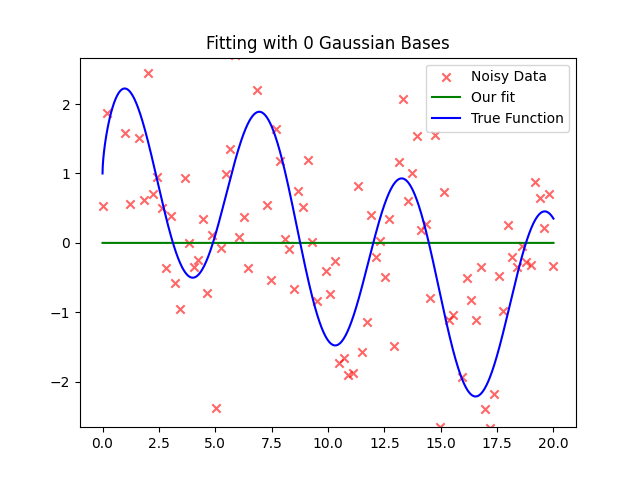 Fitting with 0 Gaussian Bases
Noisy Data
Our fit
True Function
2
1
0
−1
−2
0.0 2.5 5.0 7.5 10.0 12.5 15.0 17.5 20.0